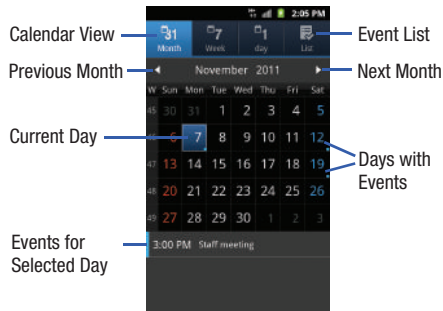 2:05 PM
Calendar View
31 7 1
Month Week day List
Event List
Previous Month
November 2011
Next Month
W Sun Mon Tue Wed Thu Fri Sat
45 30 31 1 2 3 4 5
Current Day
6 7 8 9 10 11 12
47 13 14 15 16 17 18 19
Days with
Events
48 20 21 22 23 24 25 26
49 27 28 29 30 1 2 3
Events for
Selected Day
3:00 PM Staff meeting